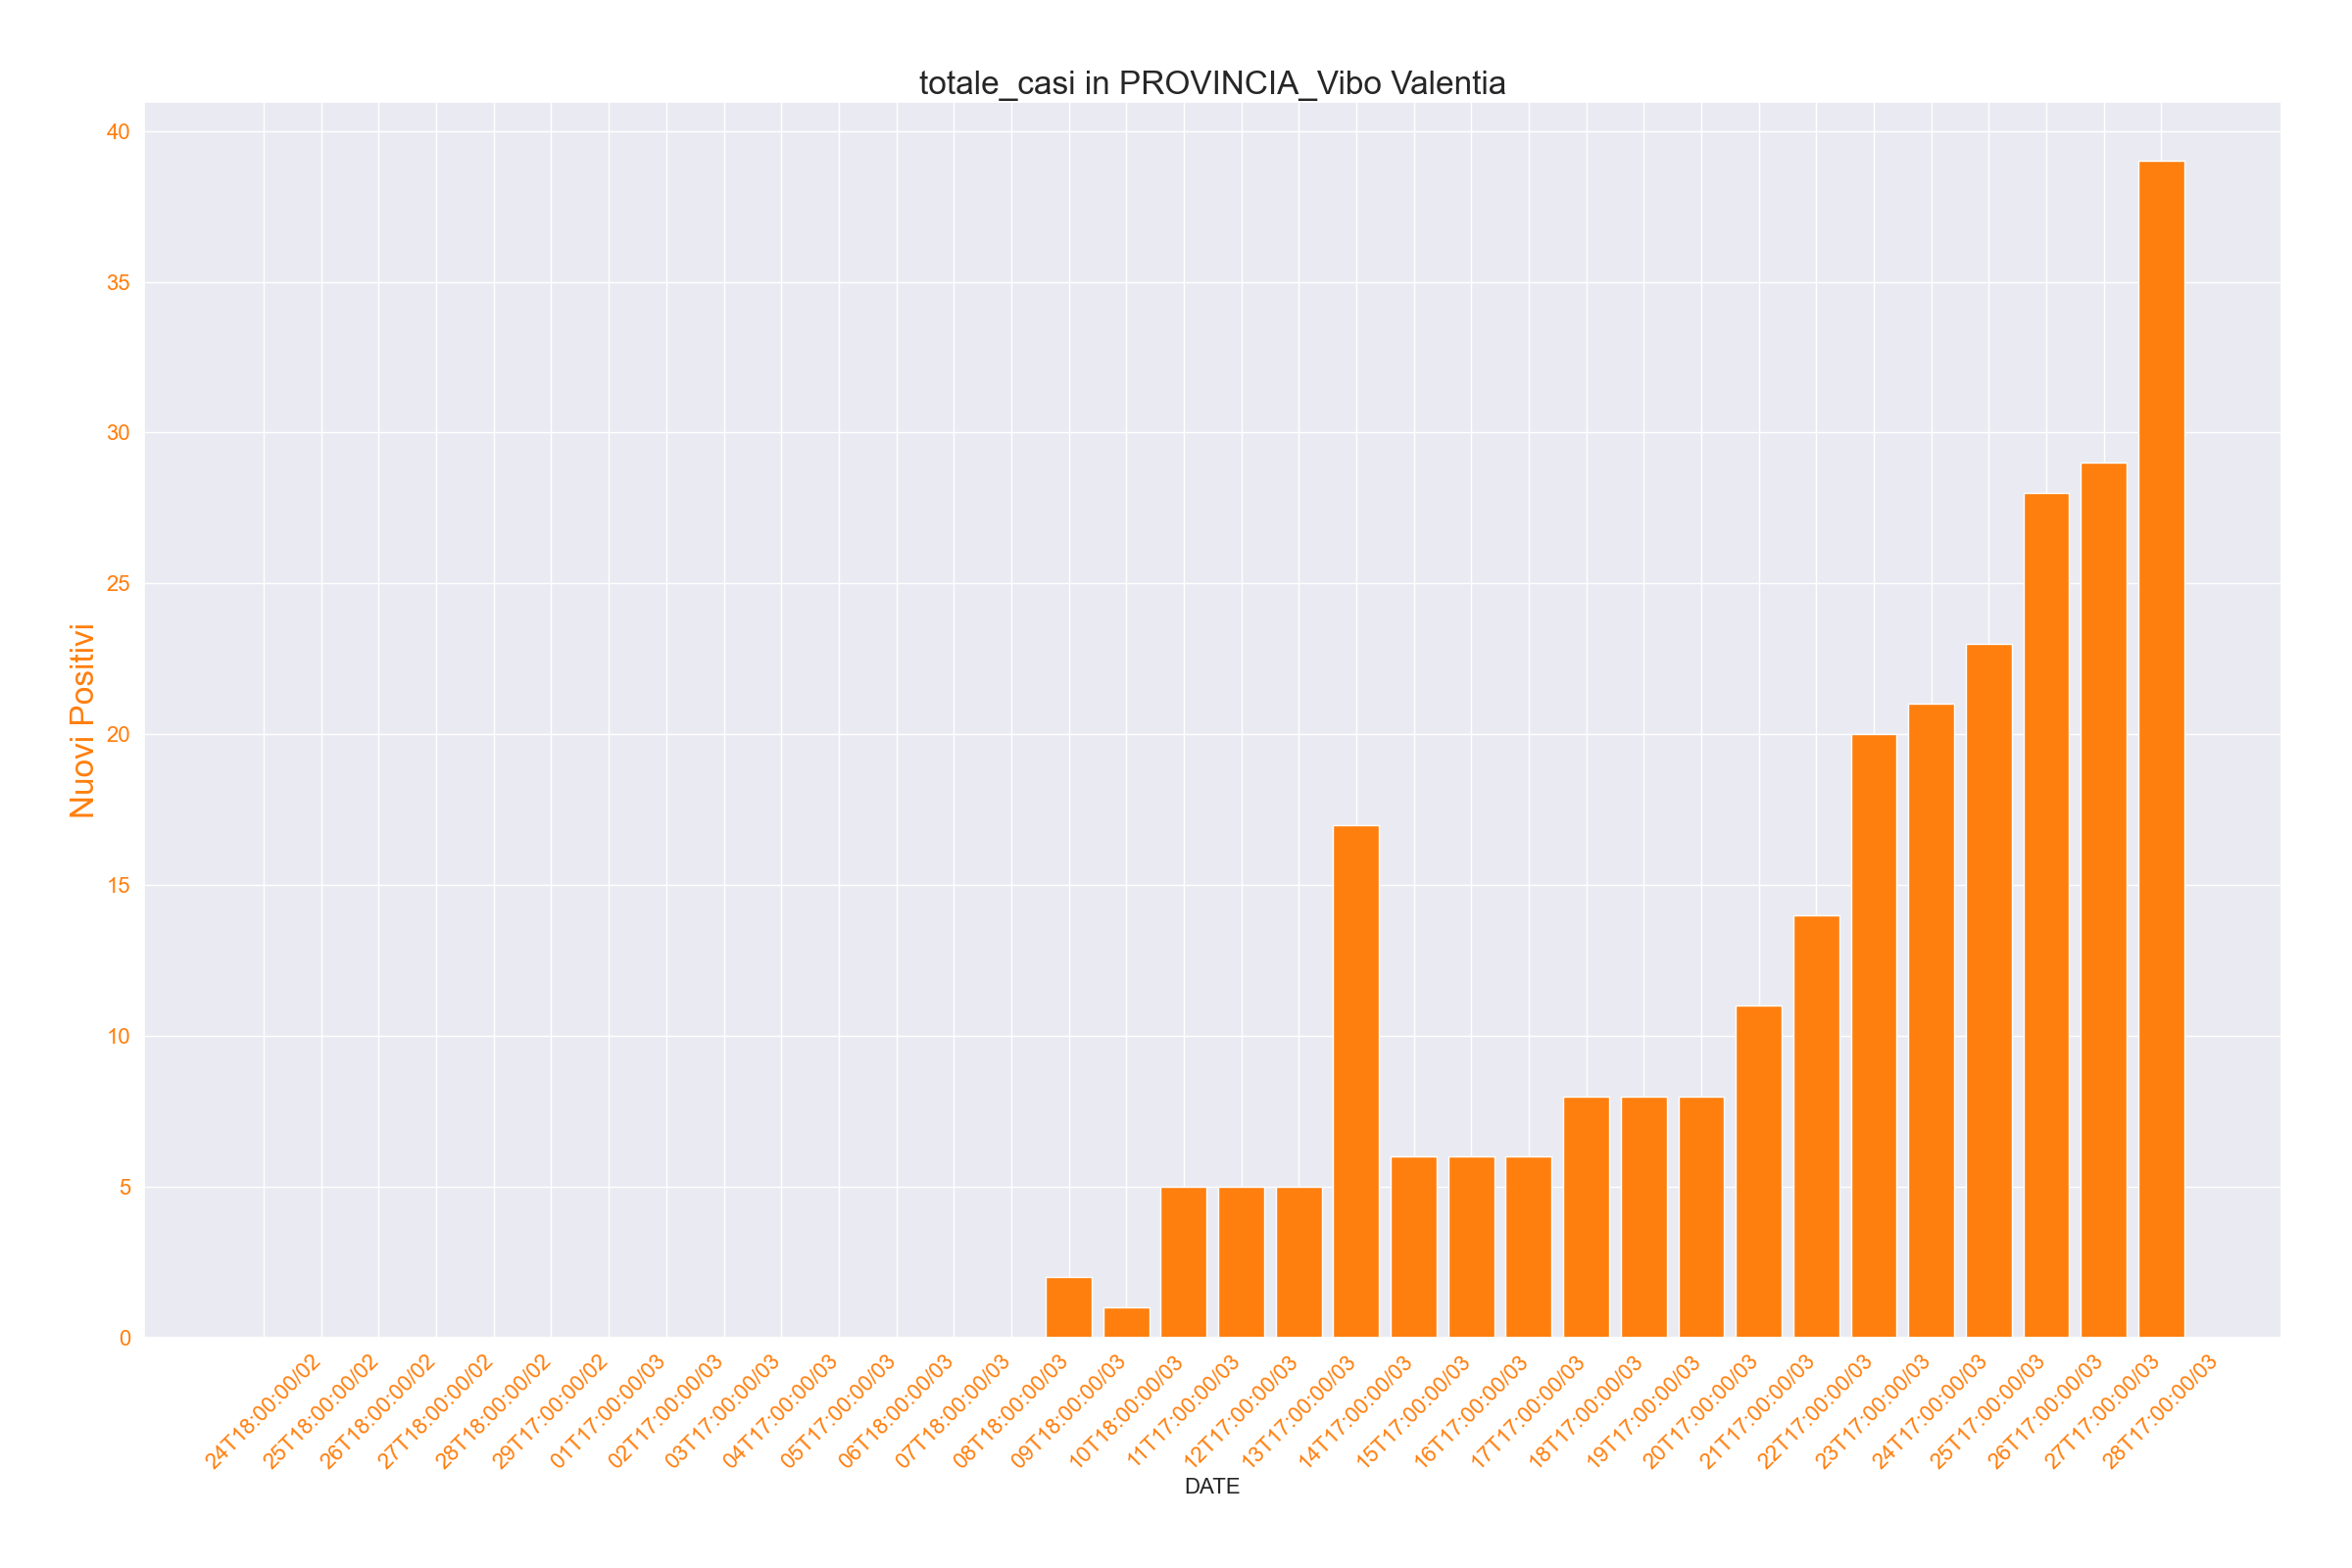 totale_casi in PROVINCIA_Vibo Valentia
40
35
30
25
20
15
10
5
0
Nuovi Positivi
24T18:00:00/02
25T18:00:00/02
26T18:00:00/02
27T18:00:00/02
28T18:00:00/02
29T17:00:00/02
01T17:00:00/03
02T17:00:00/03
03T17:00:00/03
04T17:00:00/03
05T17:00:00/03
06T18:00:00/03
07T18:00:00/03
08T18:00:00/03
09T18:00:00/03
10T18:00:00/03
11T17:00:00/03
12T17:00:00/03
13T17:00:00/03
14T17:00:00/03
15T17:00:00/03
16T17:00:00/03
17T17:00:00/03
18T17:00:00/03
19T17:00:00/03
20T17:00:00/03
21T17:00:00/03
22T17:00:00/03
23T17:00:00/03
24T17:00:00/03
25T17:00:00/03
26T17:00:00/03
27T17:00:00/03
28T17:00:00/03
DATE